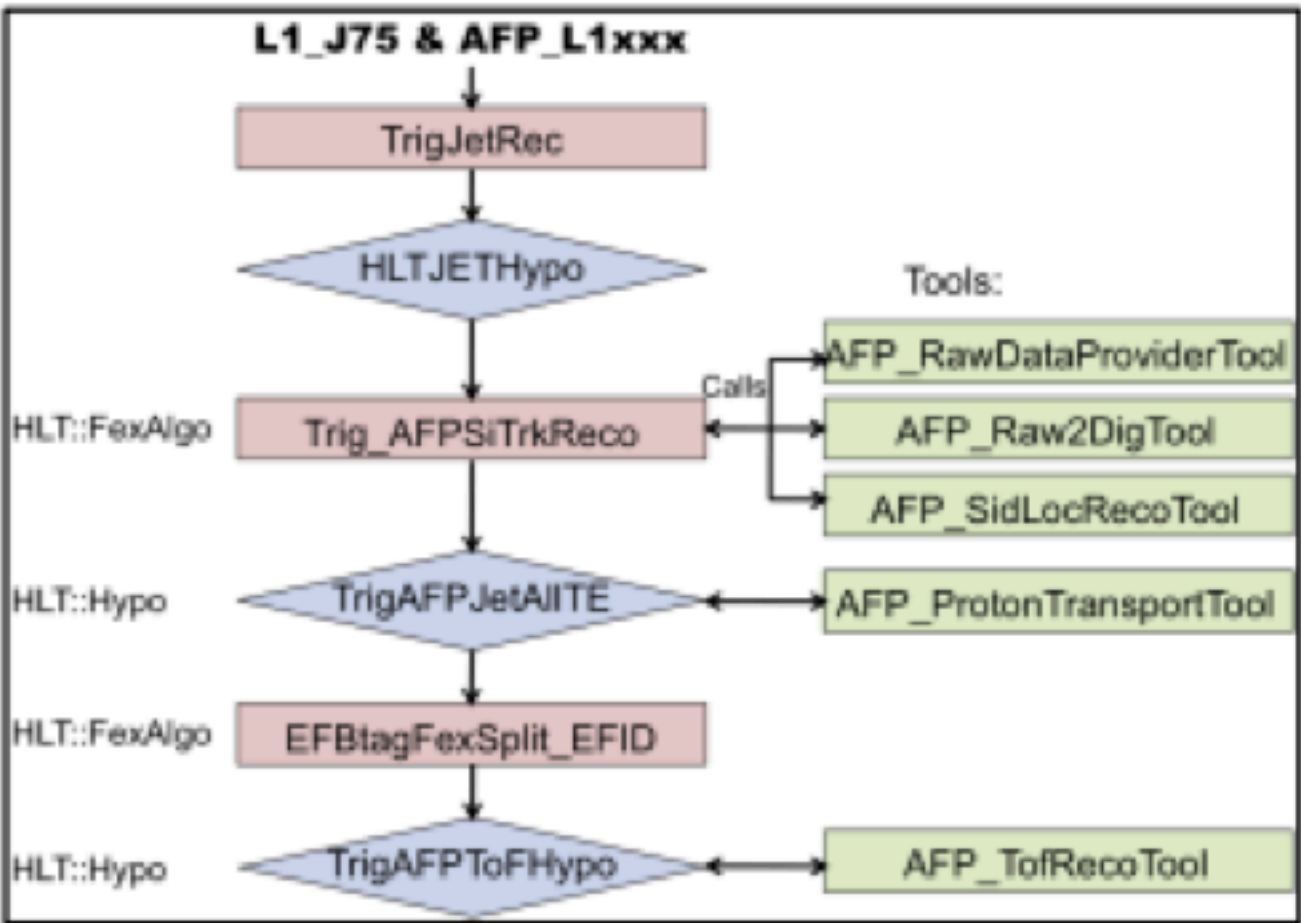 L1_J75 & AFP_L1xxx
TrigJetRec
HLTJETHypo
Tools:
AFP_RawDataProviderTool
Calls
HLT::FexAlgo
Trig_AFPSiTrkReco
AFP_Raw2DigTool
AFP_SidLocRecoTool
HLT::Hypo
TrigAFPJetAllTE
AFP_ProtonTransportTool
HLT::FexAlgo
EFBtagFexSplit_EFID
HLT::Hypo
TrigAFPToFHypo
AFP_TofRecoTool